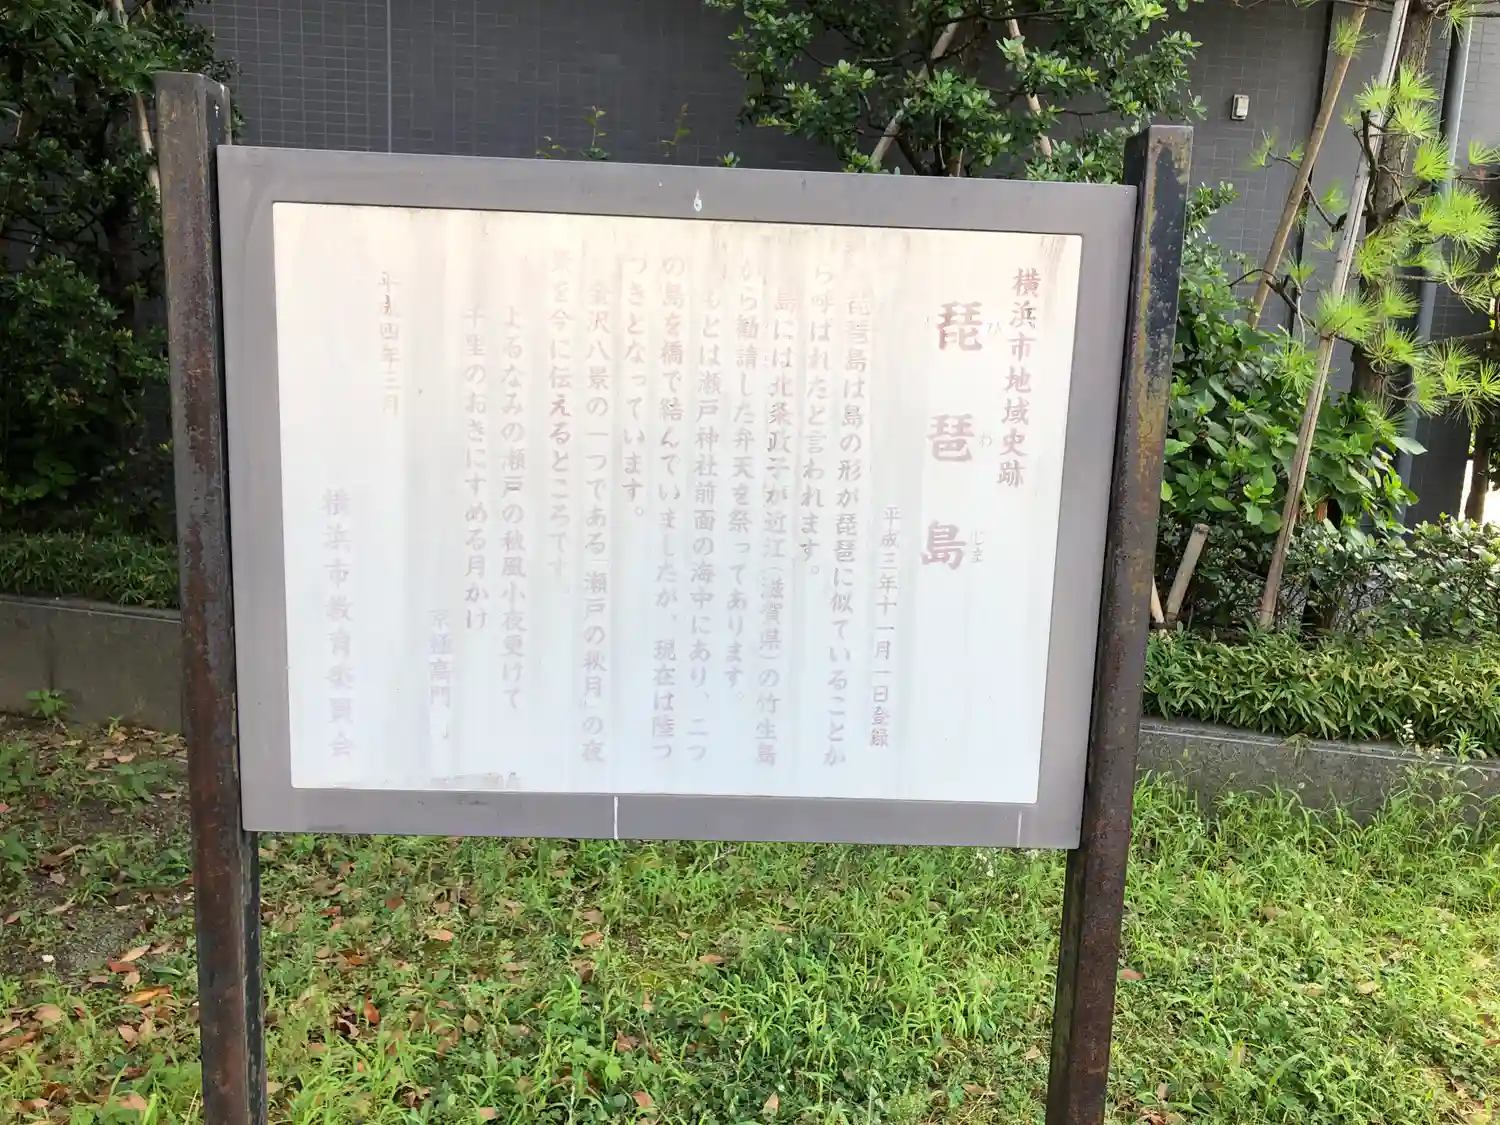 横浜市地域史跡
琵琶島
びわじま
平成三年十一月一日登録
琵琶島は島の形が琵琶に似ていることか
ら呼ばれたと言われます。
島には北条政子が近江（滋賀県）の竹生島
から勧請した弁天を祭ってあります。
もとは瀬戸神社前面の海中にあり、二つ
の島を橋で結んでいましたが、現在は陸つ
づきとなっています。
金沢八景の一つである「瀬戸の秋月」の夜
景を今に伝えるところです。
よるなみの瀬戸の秋風小夜更けて
千里のおきにすめる月かけ
京極高門
平成四年三月
横浜市教育委員会